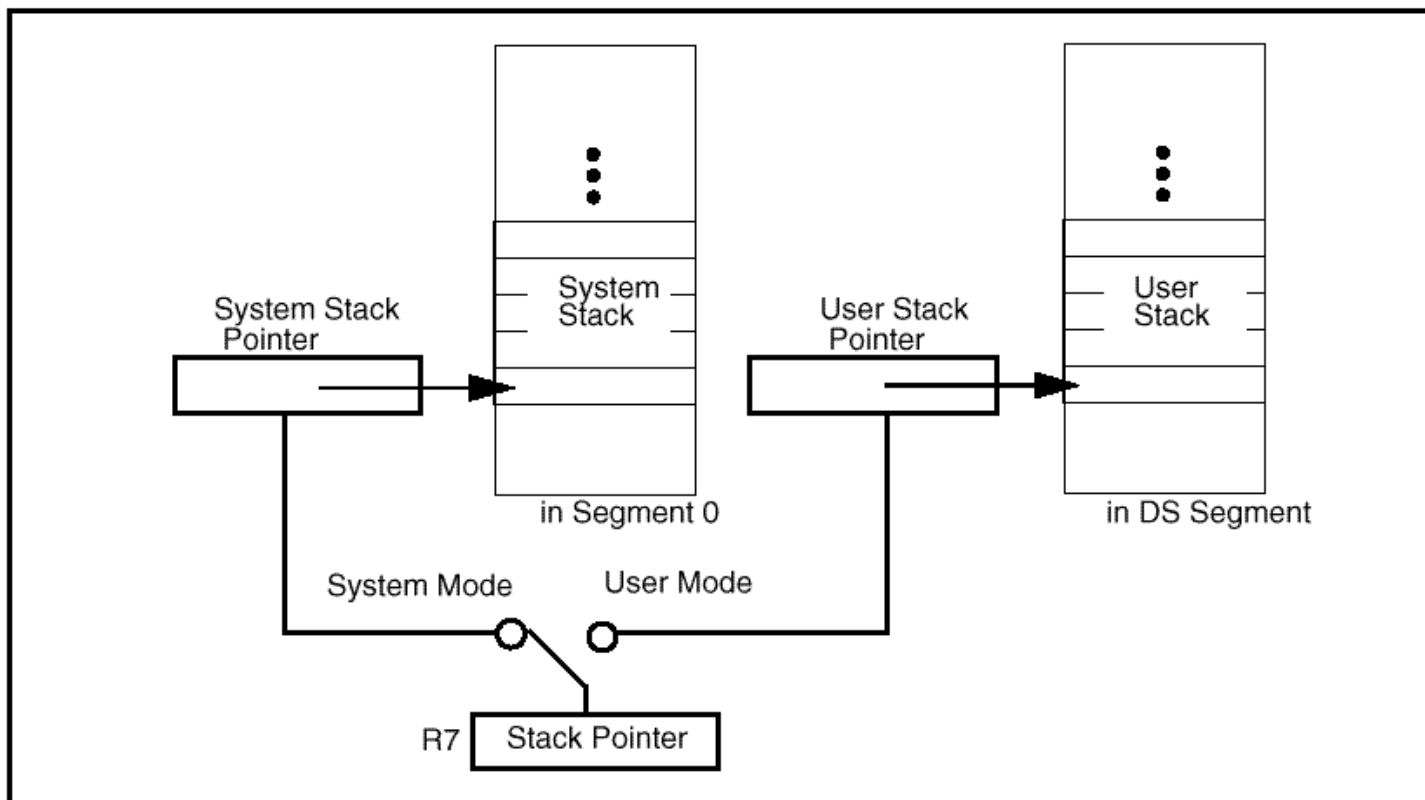 System
Stack
User
Stack
System Stack
Pointer
User Stack
Pointer
in Segment 0
in DS Segment
System Mode
User Mode
R7
Stack Pointer